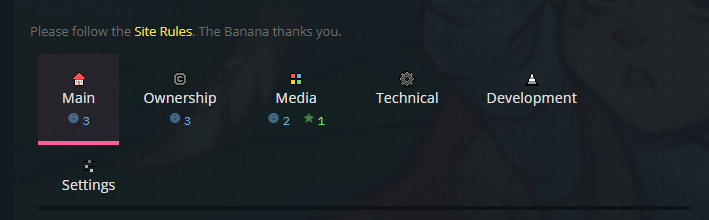 Please follow the Site Rules. The Banana thanks you.
Main Ownership Media Technical Development
3 3 2 1
Settings